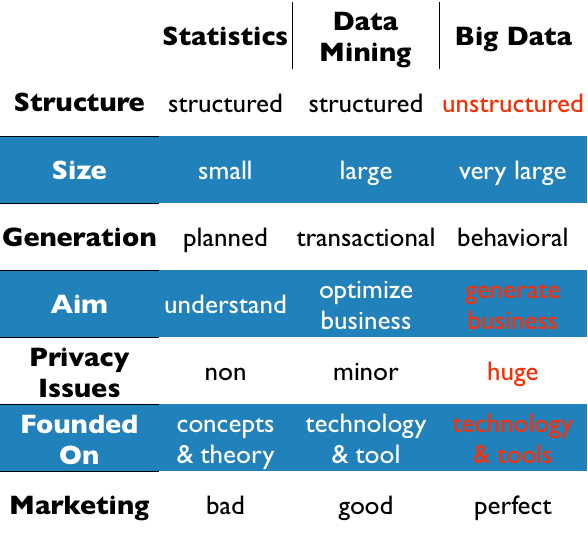 Statistics Data Mining Big Data
Structure structured structured unstructured
Size small large very large
Generation planned transactional behavioral
Aim understand optimize business generate business
Privacy Issues non minor huge
Founded On concepts & theory technology & tool technology & tools
Marketing bad good perfect